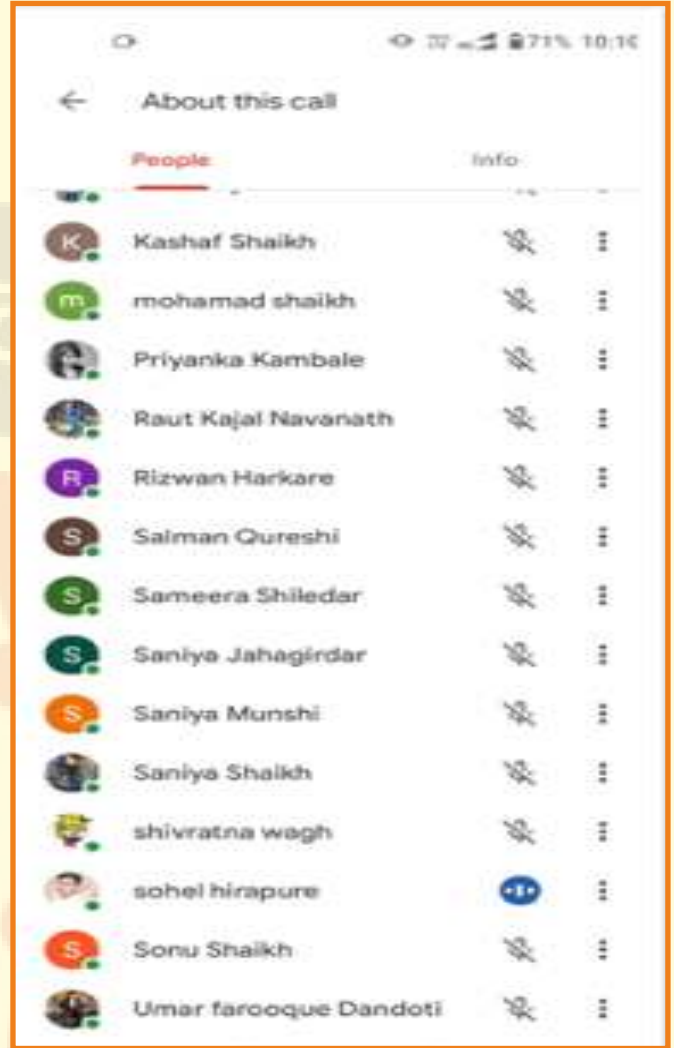 71% 10:10
About this call
People Info
K Kashaf Shaikh
m mohamad shaikh
Priyanka Kambale
Raut Kajal Navanath
R Rizwan Harkare
S Salman Qureshi
S Sameera Shiledar
S Saniya Jahagirdar
S Saniya Munshi
Saniya Shaikh
shivratna wagh
sohel hirapure
S Sonu Shaikh
Umar farooque Dandoti